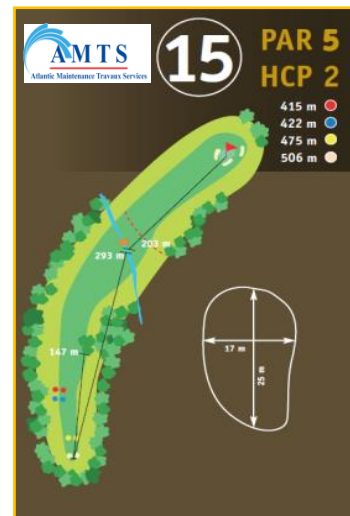 AMTS
Atlantic Maintenance Travaux Services
15
PAR 5
HCP 2
415 m
422 m
475 m
506 m
203 m
293 m
147 m
17 m
25 m